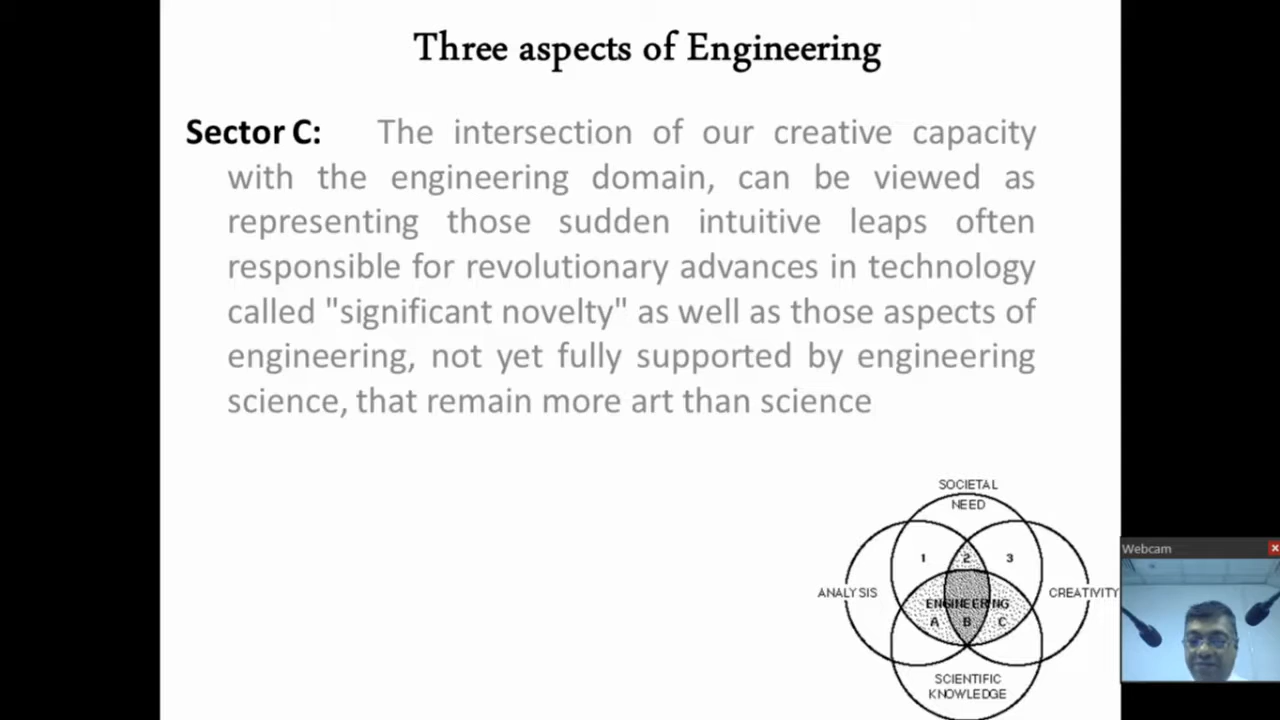 Three aspects of Engineering
Sector C: The intersection of our creative capacity
with the engineering domain, can be viewed as
representing those sudden intuitive leaps often
responsible for revolutionary advances in technology
called "significant novelty" as well as those aspects of
engineering, not yet fully supported by engineering
science, that remain more art than science
SOCIETAL
NEED
1 2 3
ANALYSIS
CREATIVITY
ENGINEERING
A B C
SCIENTIFIC
KNOWLEDGE
Webcam